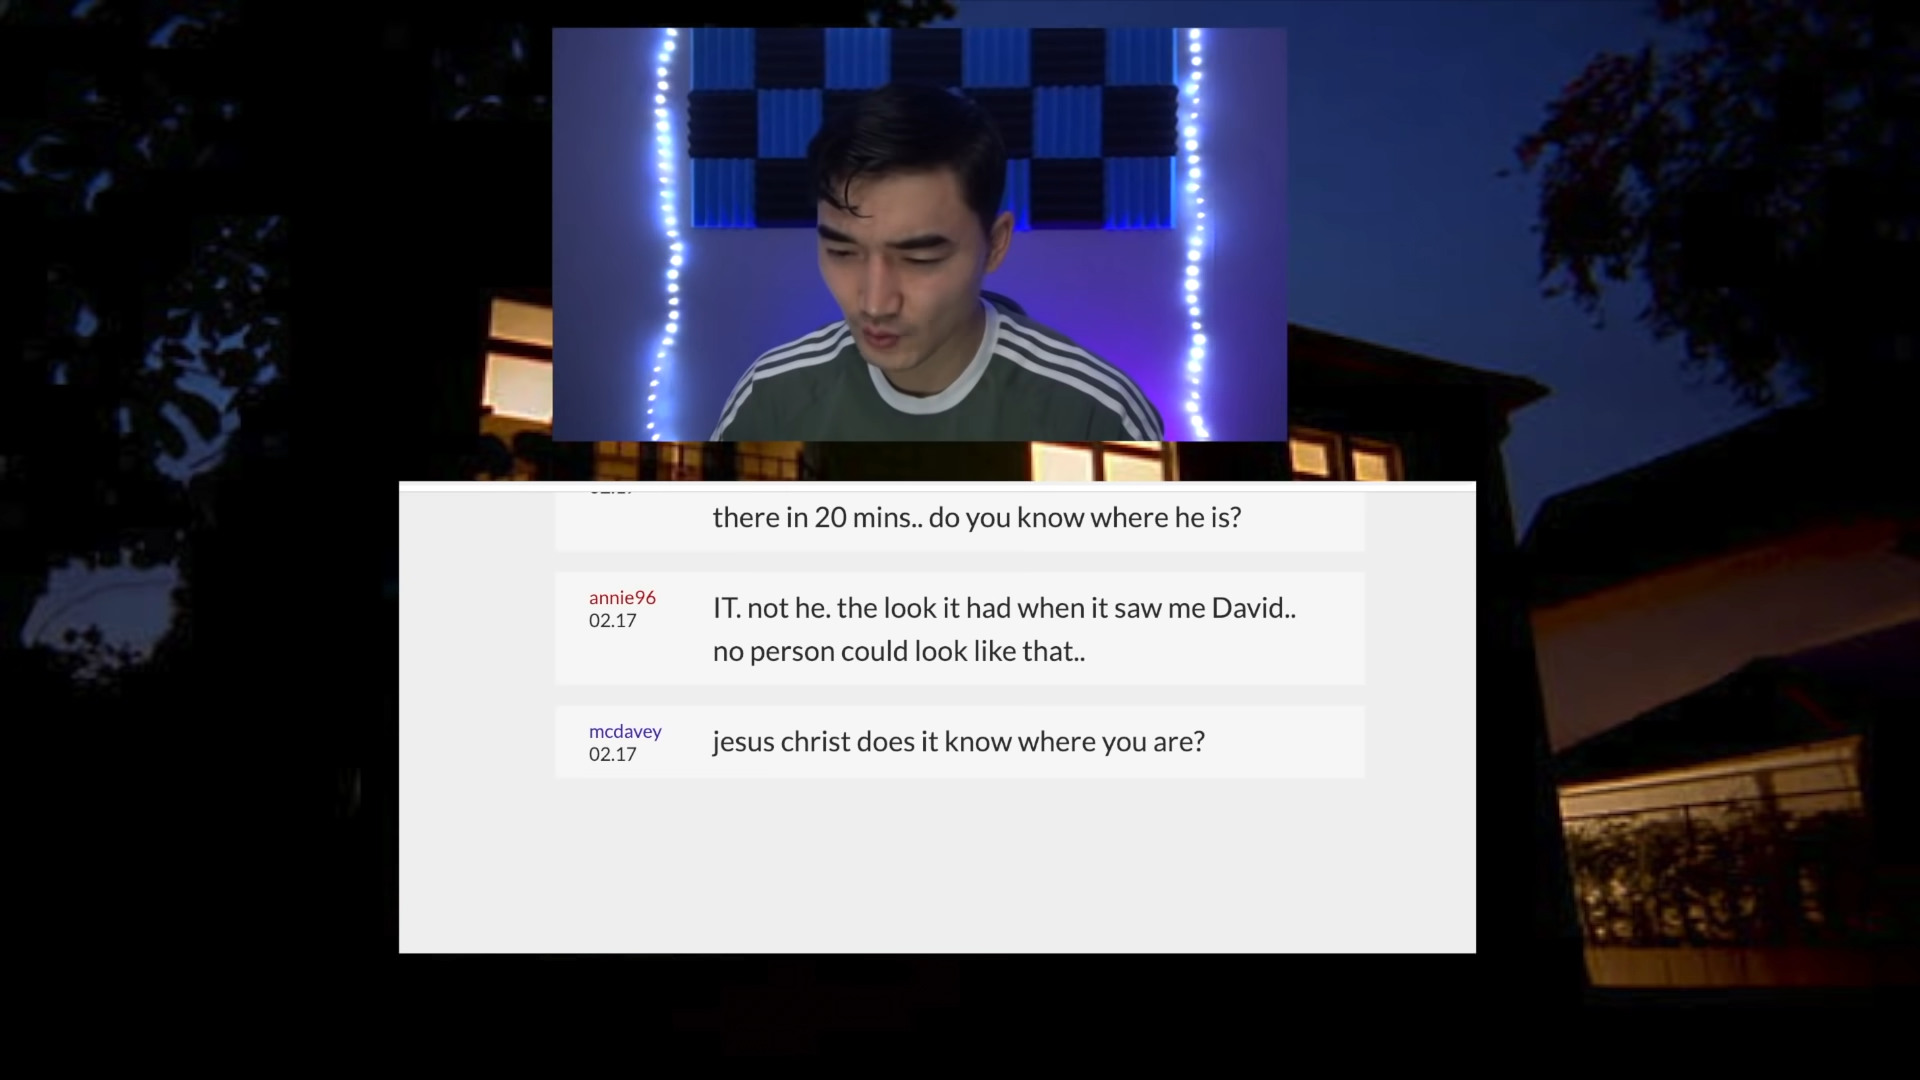 there in 20 mins.. do you know where he is?
annie96
02.17
IT. not he. the look it had when it saw me David..
no person could look like that..
mcdavey
02.17
jesus christ does it know where you are?